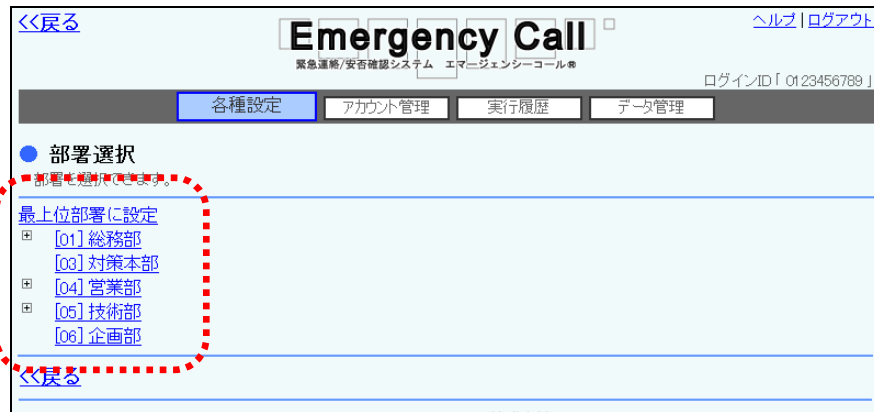 <<戻る
ヘルプ | ログアウト
Emergency Call
緊急連絡/安否確認システム エマージェンシーコール®
ログインID「 0123456789 」
各種設定 アカウント管理 実行履歴 データ管理
部署選択
部署を選択できます。
最上位部署に設定
[01] 総務部
[03] 対策本部
[04] 営業部
[05] 技術部
[06] 企画部
<<戻る